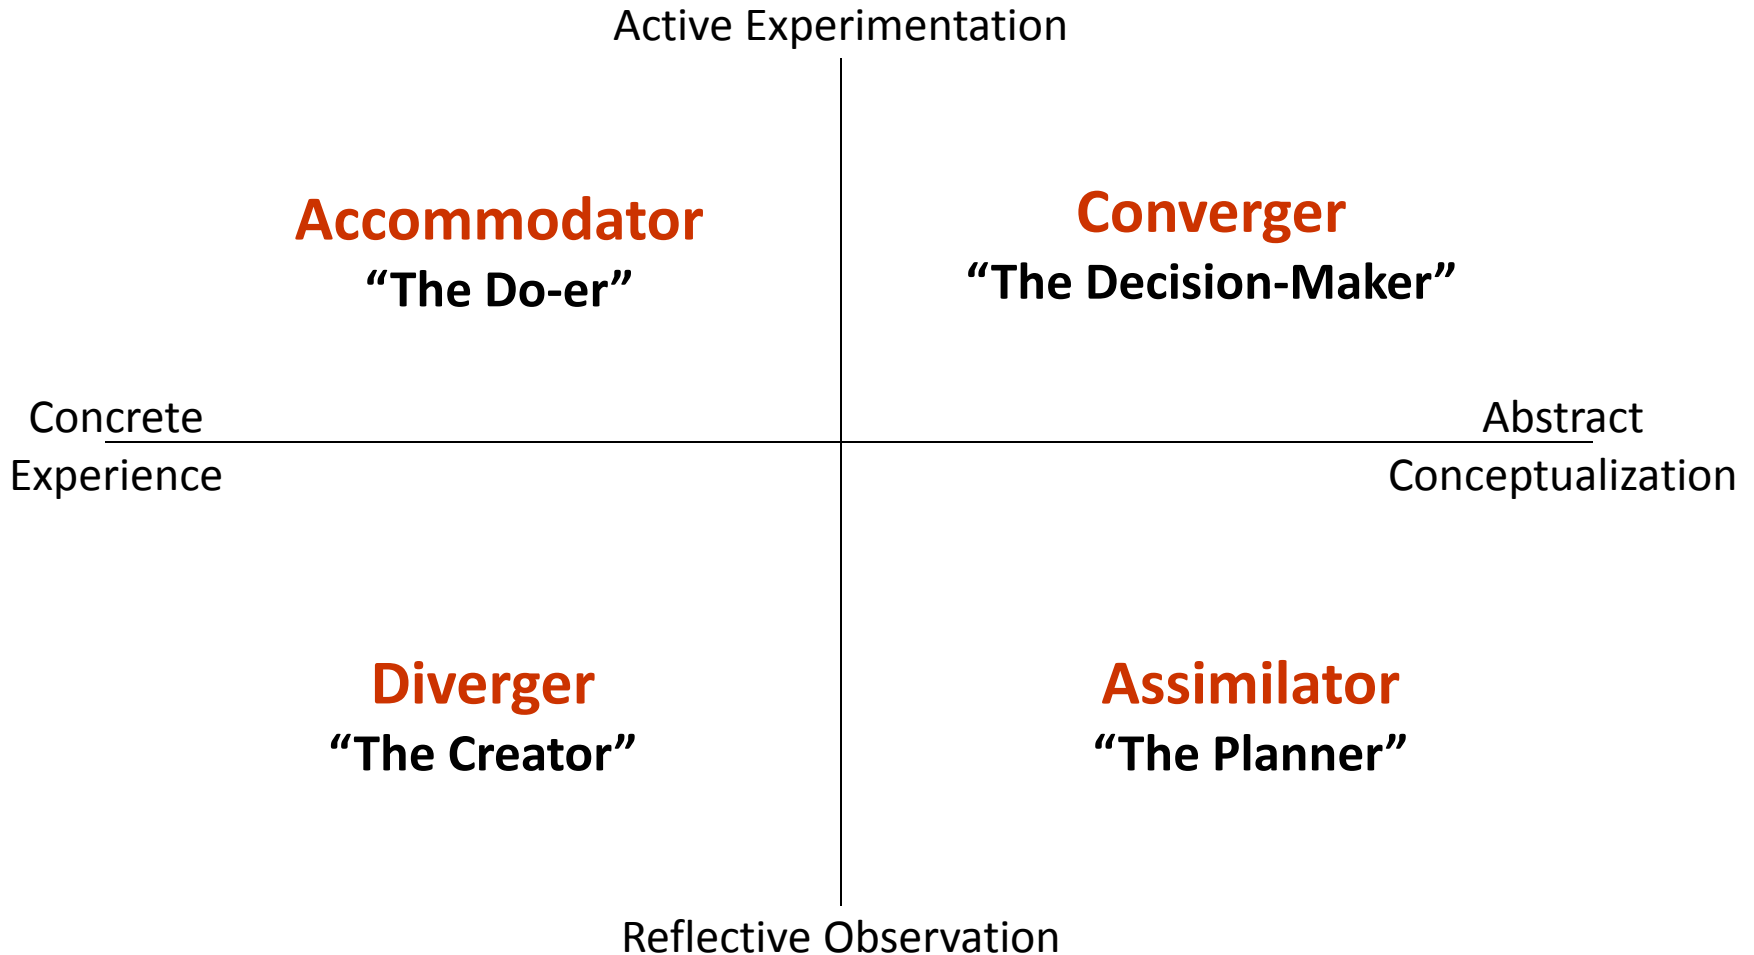 Active Experimentation
Accommodator
“The Do-er”
Converger
“The Decision-Maker”
Concrete
Experience
Abstract
Conceptualization
Diverger
“The Creator”
Assimilator
“The Planner”
Reflective Observation